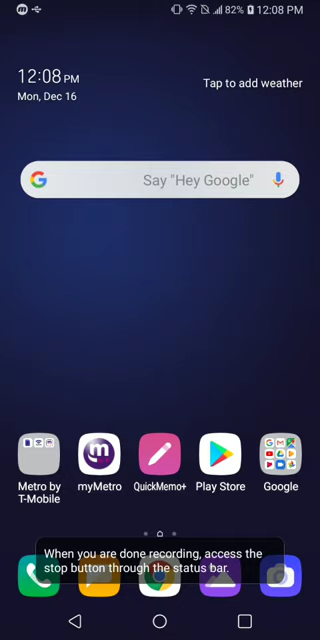 82% 12:08 PM
12:08 PM
Mon, Dec 16
Tap to add weather
Say "Hey Google"
Metro by T-Mobile
myMetro
QuickMemo+
Play Store
Google
When you are done recording, access the
stop button through the status bar.